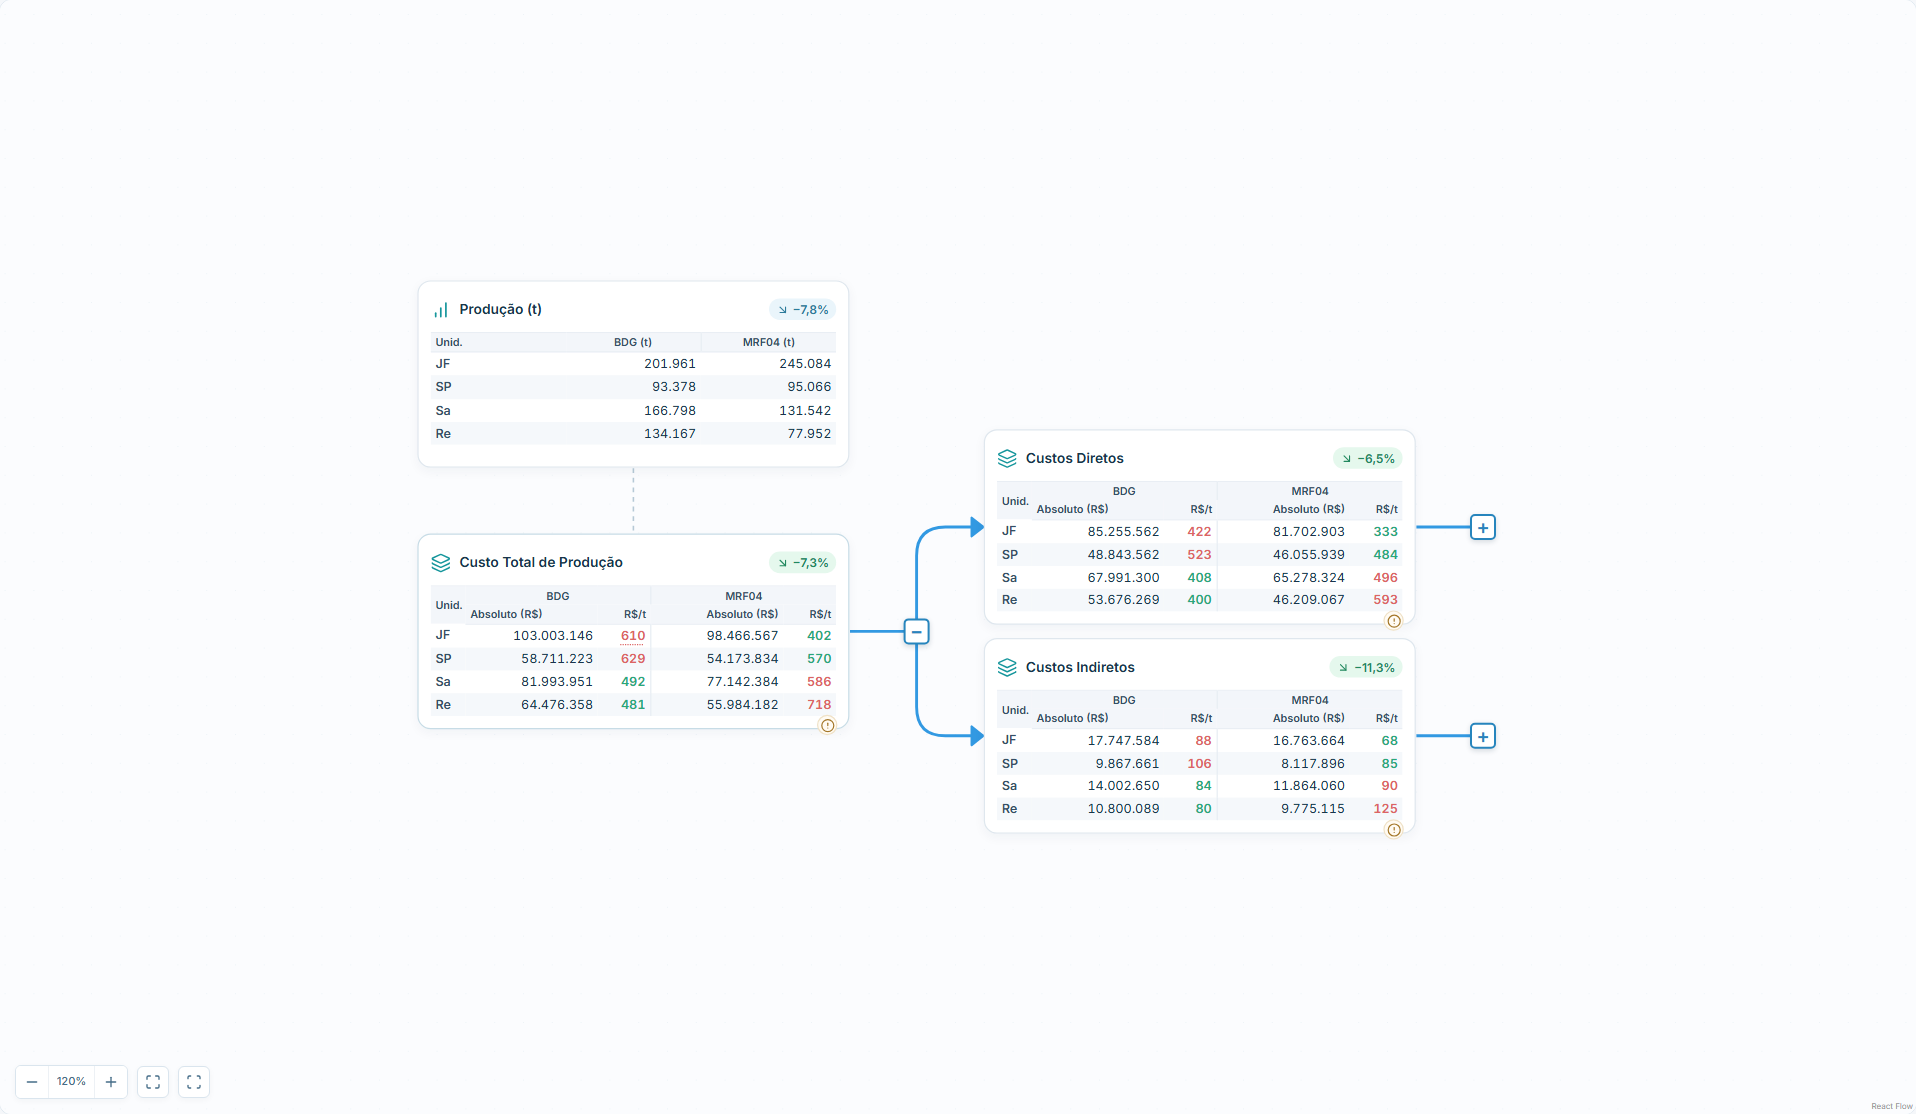 Produção (t) −7,8%
Unid. BDG (t) MRF04 (t)
JF 201.961 245.084
SP 93.378 95.066
Sa 166.798 131.542
Re 134.167 77.952
Custo Total de Produção −7,3%
BDG MRF04
Unid. Absoluto (R$) R$/t Absoluto (R$) R$/t
JF 103.003.146 610 98.466.567 402
SP 58.711.223 629 54.173.834 570
Sa 81.993.951 492 77.142.384 586
Re 64.476.358 481 55.984.182 718
Custos Diretos −6,5%
BDG MRF04
Unid. Absoluto (R$) R$/t Absoluto (R$) R$/t
JF 85.255.562 422 81.702.903 333
SP 48.843.562 523 46.055.939 484
Sa 67.991.300 408 65.278.324 496
Re 53.676.269 400 46.209.067 593
Custos Indiretos −11,3%
BDG MRF04
Unid. Absoluto (R$) R$/t Absoluto (R$) R$/t
JF 17.747.584 88 16.763.664 68
SP 9.867.661 106 8.117.896 85
Sa 14.002.650 84 11.864.060 90
Re 10.800.089 80 9.775.115 125
120%
React Flow